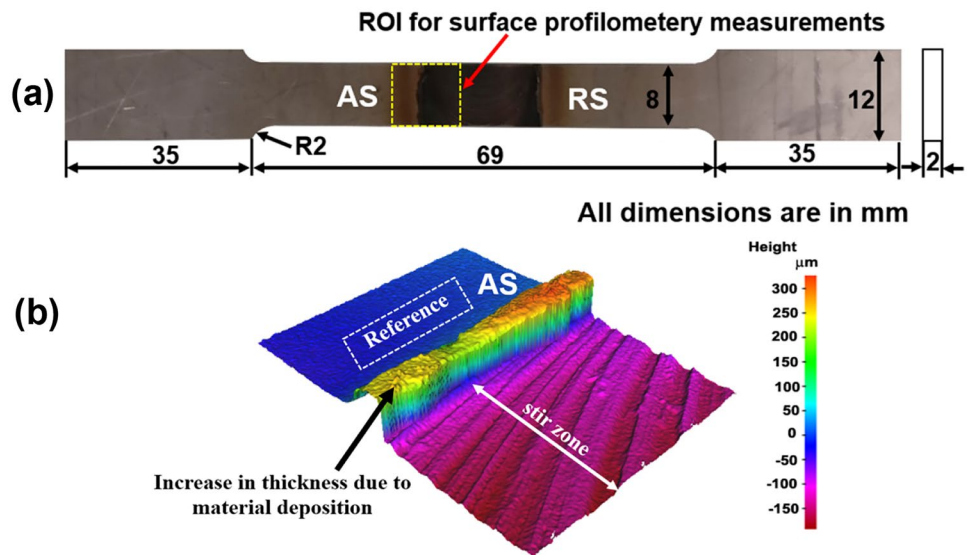 ROI for surface profilometery measurements
(a)
AS
RS
8
12
R2
35
69
35
2
All dimensions are in mm
(b)
AS
Reference
stir zone
Increase in thickness due to
material deposition
Height
μm
300
250
200
150
100
50
0
-50
-100
-150